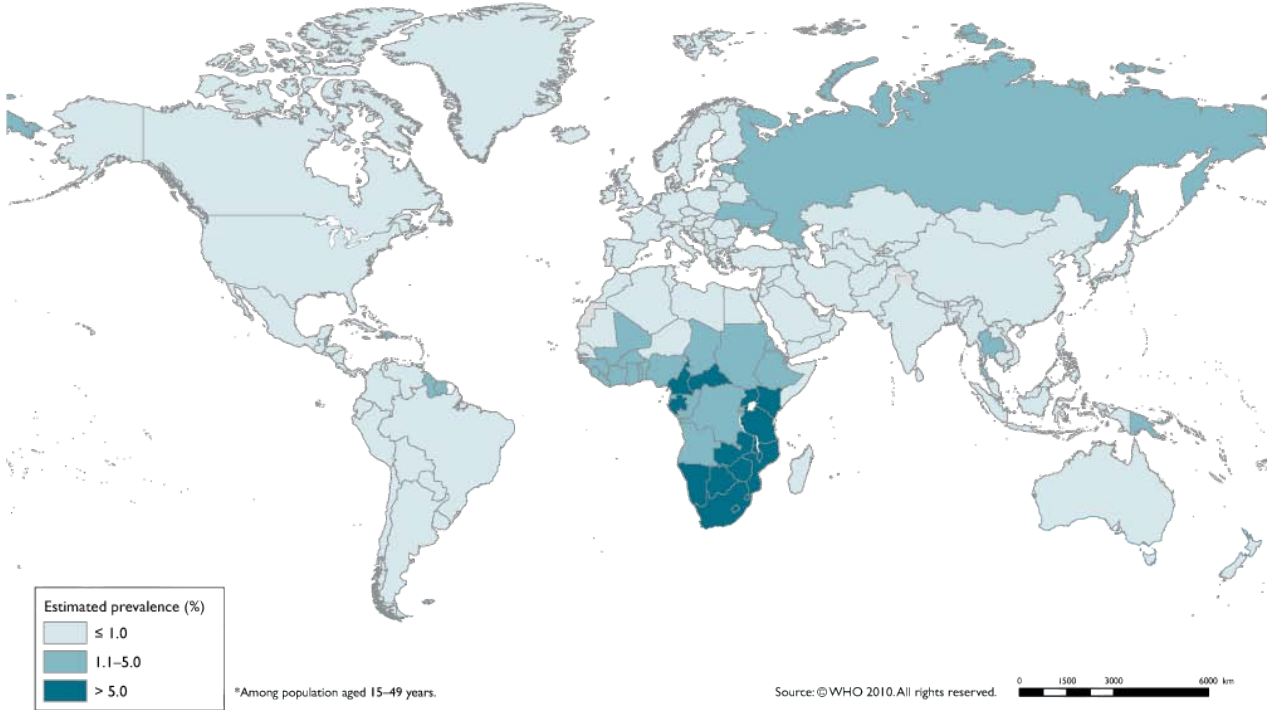 Estimated prevalence (%)
≤ 1.0
1.1–5.0
> 5.0
*Among population aged 15–49 years.
Source: © WHO 2010. All rights reserved.
0 1500 3000 6000 km